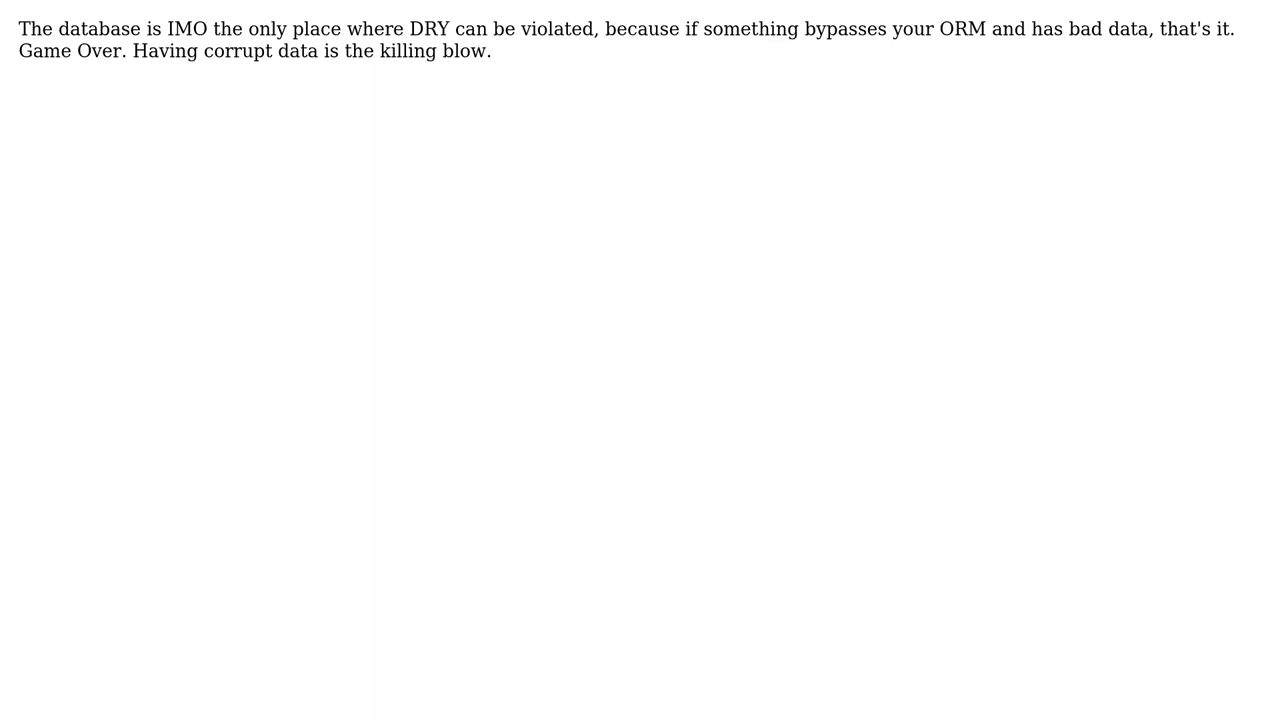 The database is IMO the only place where DRY can be violated, because if something bypasses your ORM and has bad data, that's it.
Game Over. Having corrupt data is the killing blow.